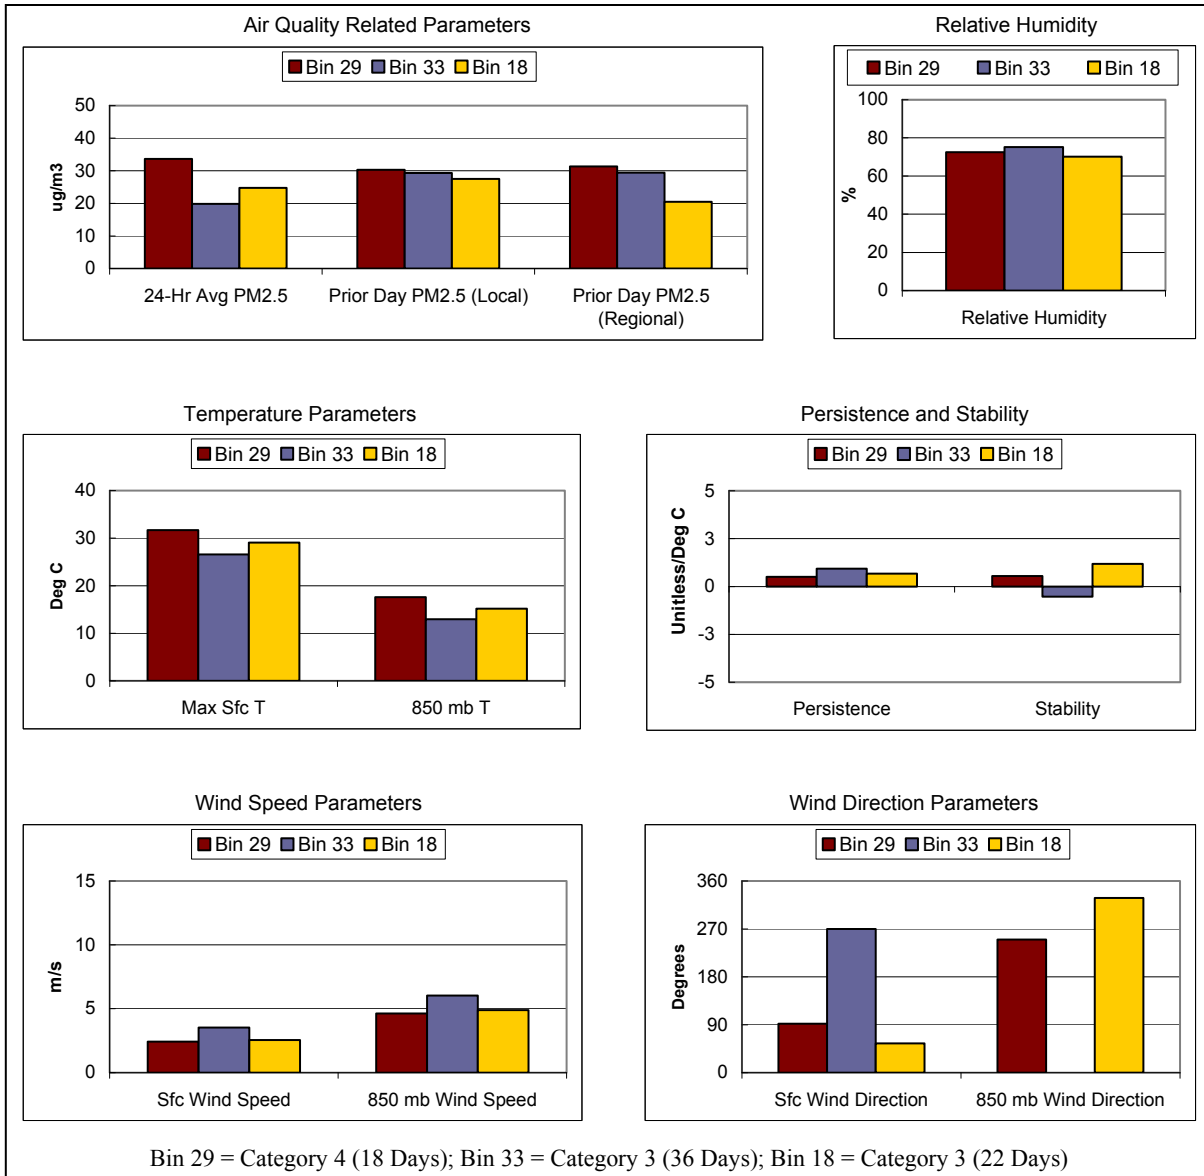 Air Quality Related Parameters
Bin 29 Bin 33 Bin 18
ug/m3
50
40
30
20
10
0
24-Hr Avg PM2.5 Prior Day PM2.5 (Local) Prior Day PM2.5
(Regional)
Relative Humidity
Bin 29 Bin 33 Bin 18
%
100
80
60
40
20
0
Relative Humidity
Temperature Parameters
Bin 29 Bin 33 Bin 18
Deg C
40
30
20
10
0
Max Sfc T 850 mb T
Persistence and Stability
Bin 29 Bin 33 Bin 18
Unitless/Deg C
5
3
0
-3
-5
Persistence Stability
Wind Speed Parameters
Bin 29 Bin 33 Bin 18
m/s
15
10
5
0
Sfc Wind Speed 850 mb Wind Speed
Wind Direction Parameters
Bin 29 Bin 33 Bin 18
Degrees
360
270
180
90
0
Sfc Wind Direction 850 mb Wind Direction
Bin 29 = Category 4 (18 Days); Bin 33 = Category 3 (36 Days); Bin 18 = Category 3 (22 Days)